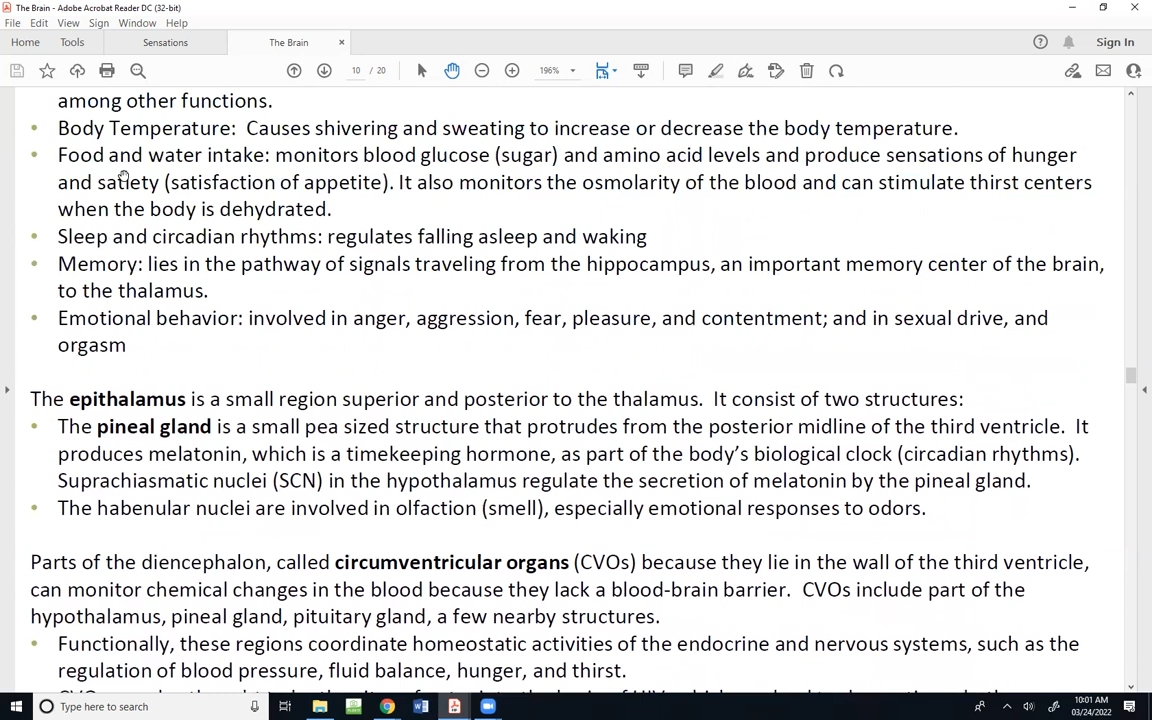 The Brain - Adobe Acrobat Reader DC (32-bit)
File Edit View Sign Window Help
Home Tools Sensations The Brain × Sign In
10 / 20 196%
among other functions.
• Body Temperature: Causes shivering and sweating to increase or decrease the body temperature.
• Food and water intake: monitors blood glucose (sugar) and amino acid levels and produce sensations of hunger
and satiety (satisfaction of appetite). It also monitors the osmolarity of the blood and can stimulate thirst centers
when the body is dehydrated.
• Sleep and circadian rhythms: regulates falling asleep and waking
• Memory: lies in the pathway of signals traveling from the hippocampus, an important memory center of the brain,
to the thalamus.
• Emotional behavior: involved in anger, aggression, fear, pleasure, and contentment; and in sexual drive, and
orgasm
The epithalamus is a small region superior and posterior to the thalamus. It consist of two structures:
• The pineal gland is a small pea sized structure that protrudes from the posterior midline of the third ventricle. It
produces melatonin, which is a timekeeping hormone, as part of the body's biological clock (circadian rhythms).
Suprachiasmatic nuclei (SCN) in the hypothalamus regulate the secretion of melatonin by the pineal gland.
• The habenular nuclei are involved in olfaction (smell), especially emotional responses to odors.
Parts of the diencephalon, called circumventricular organs (CVOs) because they lie in the wall of the third ventricle,
can monitor chemical changes in the blood because they lack a blood-brain barrier. CVOs include part of the
hypothalamus, pineal gland, pituitary gland, a few nearby structures.
• Functionally, these regions coordinate homeostatic activities of the endocrine and nervous systems, such as the
regulation of blood pressure, fluid balance, hunger, and thirst.
Type here to search
10:01 AM
03/24/2022